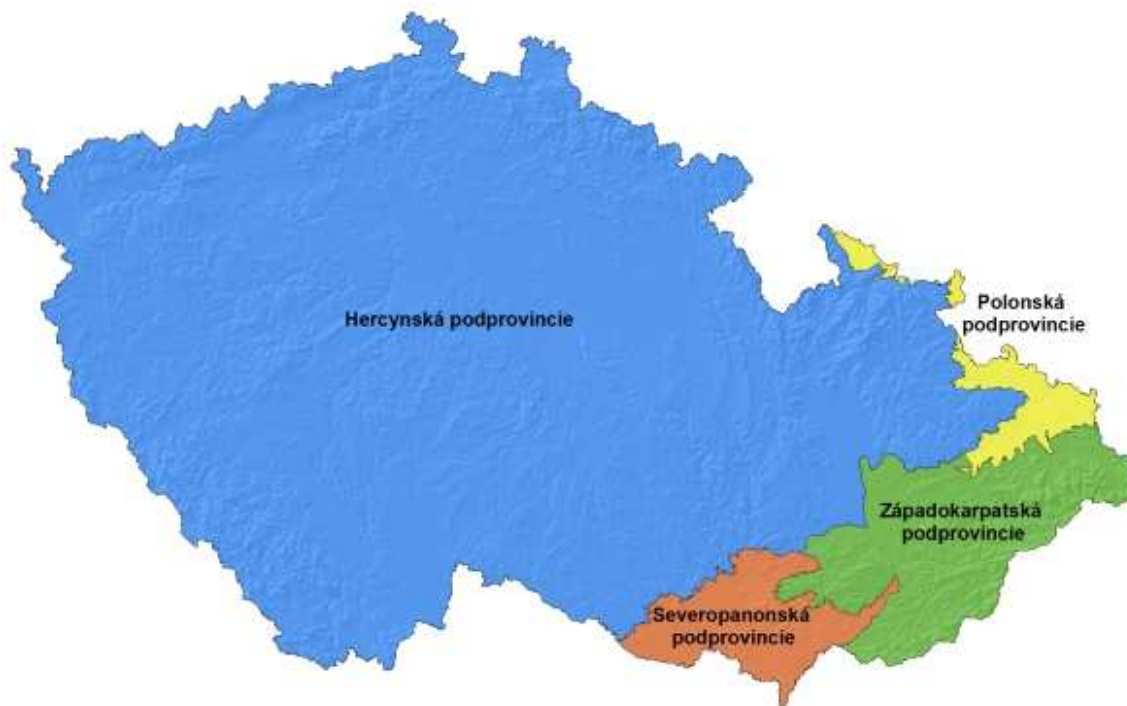 Hercynská podprovincie
Polonská
podprovincie
Západokarpatská
podprovincie
Severopanonská
podprovincie